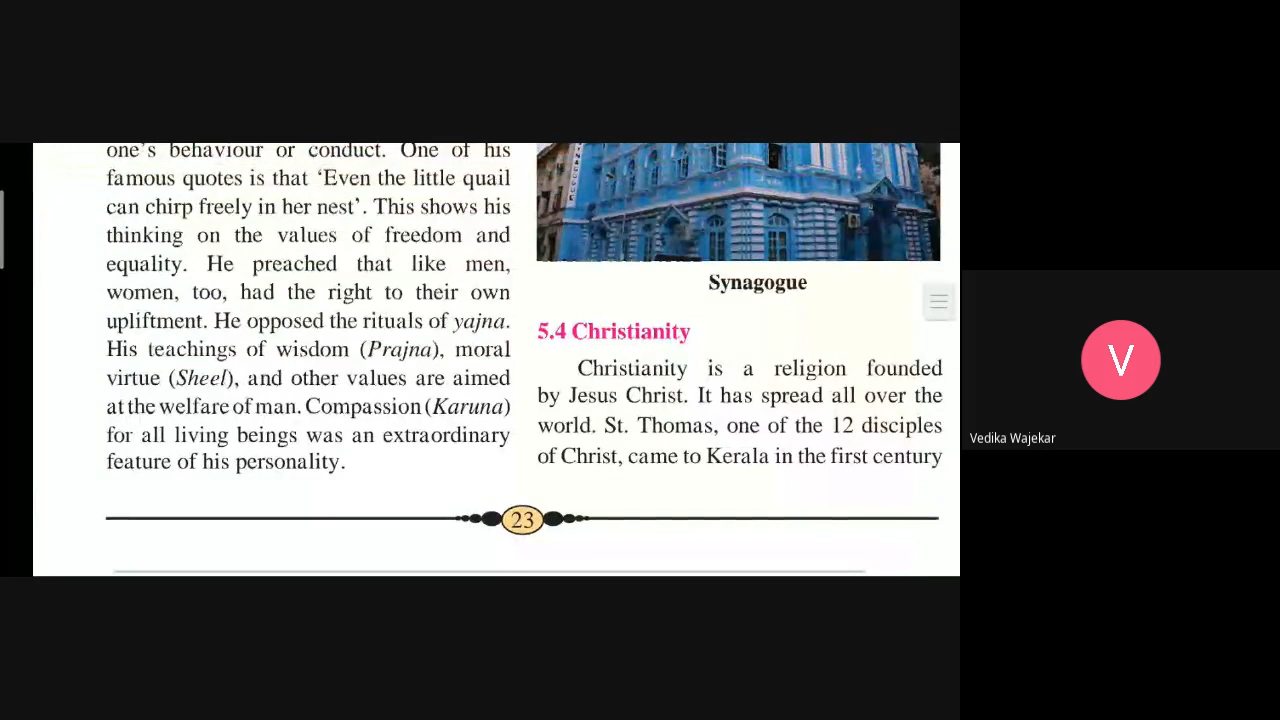 one's behaviour or conduct. One of his
famous quotes is that ‘Even the little quail
can chirp freely in her nest’. This shows his
thinking on the values of freedom and
equality. He preached that like men,
women, too, had the right to their own
upliftment. He opposed the rituals of yajna.
His teachings of wisdom (Prajna), moral
virtue (Sheel), and other values are aimed
at the welfare of man. Compassion (Karuna)
for all living beings was an extraordinary
feature of his personality.
Synagogue
5.4 Christianity
Christianity is a religion founded
by Jesus Christ. It has spread all over the
world. St. Thomas, one of the 12 disciples
of Christ, came to Kerala in the first century
23
V
Vedika Wajekar